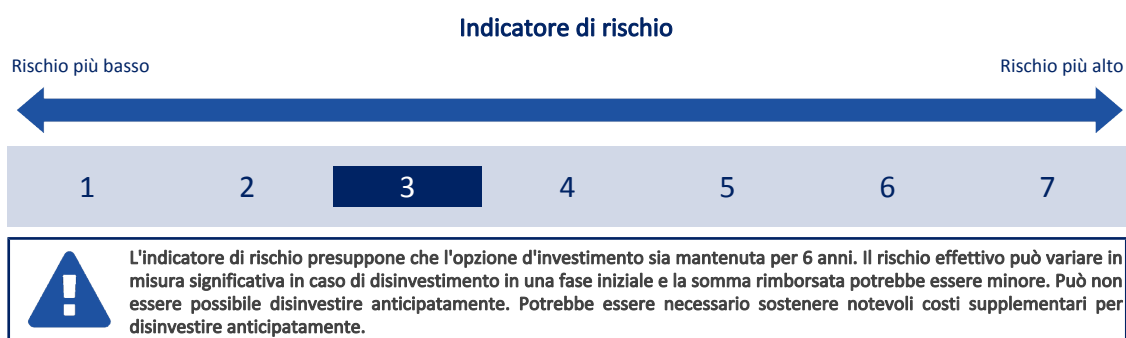 Indicatore di rischio
Rischio più basso
Rischio più alto
1 2 3 4 5 6 7
L'indicatore di rischio presuppone che l'opzione d'investimento sia mantenuta per 6 anni. Il rischio effettivo può variare in
misura significativa in caso di disinvestimento in una fase iniziale e la somma rimborsata potrebbe essere minore. Può non
essere possibile disinvestire anticipatamente. Potrebbe essere necessario sostenere notevoli costi supplementari per
disinvestire anticipatamente.